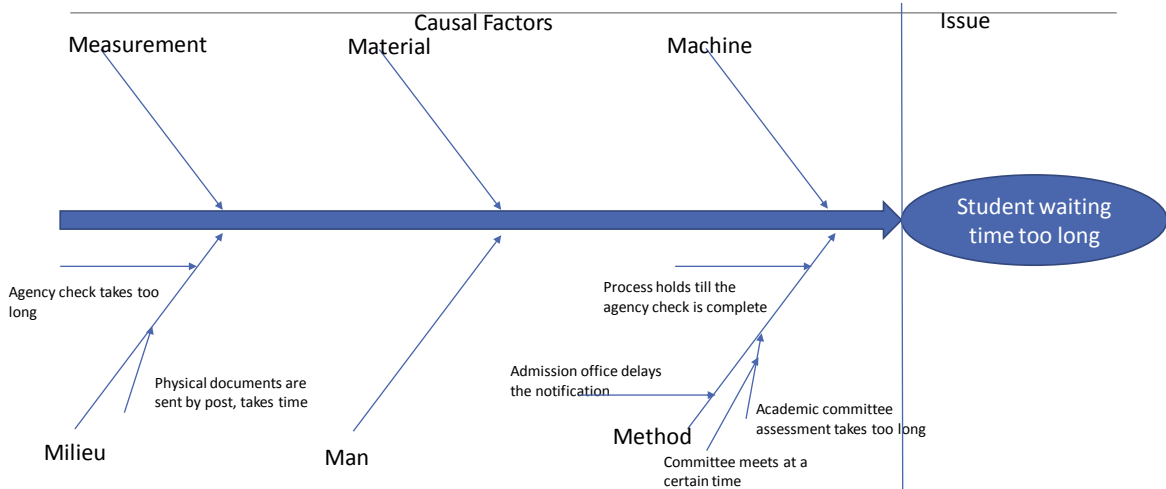 Causal Factors
Issue
Measurement
Material
Machine
Student waiting
time too long
Agency check takes too
long
Process holds till the
agency check is complete
Physical documents are
sent by post, takes time
Admission office delays
the notification
Academic committee
assessment takes too long
Milieu
Man
Method
Committee meets at a
certain time